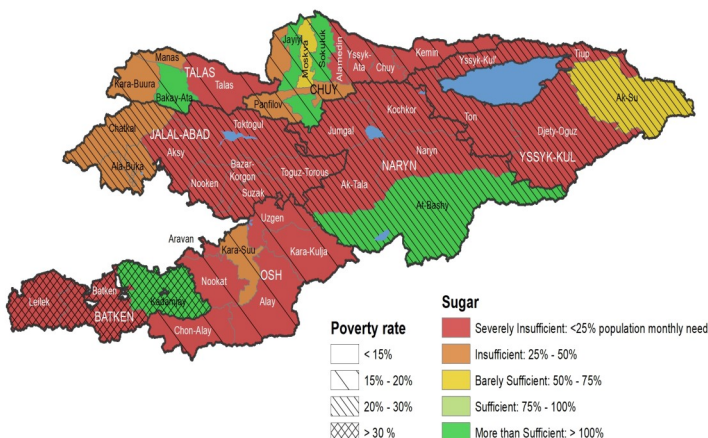 Jayiyl
Moskva
Sokuluk
Alamedin
Yssyk-
Ata
Chuy
Kemin
Yssyk-Kul'
Tiup
Manas
TALAS
Kara-Buura
Talas
Bakay-Ata
CHUY
Panfilov
Ak-Su
Kochkor
Ton
Chatkal
JALAL-ABAD
Toktogul
Jumgal
Djety-Oguz
Aksy
Naryn
YSSYK-KUL
Ala-Buka
Bazar-
Korgon
Toguz-Torous
NARYN
Nooken
Suzak
Ak-Tala
At-Bashy
Uzgen
Aravan
Kara-Suu
Kara-Kulja
OSH
Batken
Leilek
Kadamjay
Nookat
Alay
BATKEN
Chon-Alay
Poverty rate
< 15%
15% - 20%
20% - 30%
> 30 %
Sugar
Severely Insufficient: <25% population monthly need
Insufficient: 25% - 50%
Barely Sufficient: 50% - 75%
Sufficient: 75% - 100%
More than Sufficient: > 100%